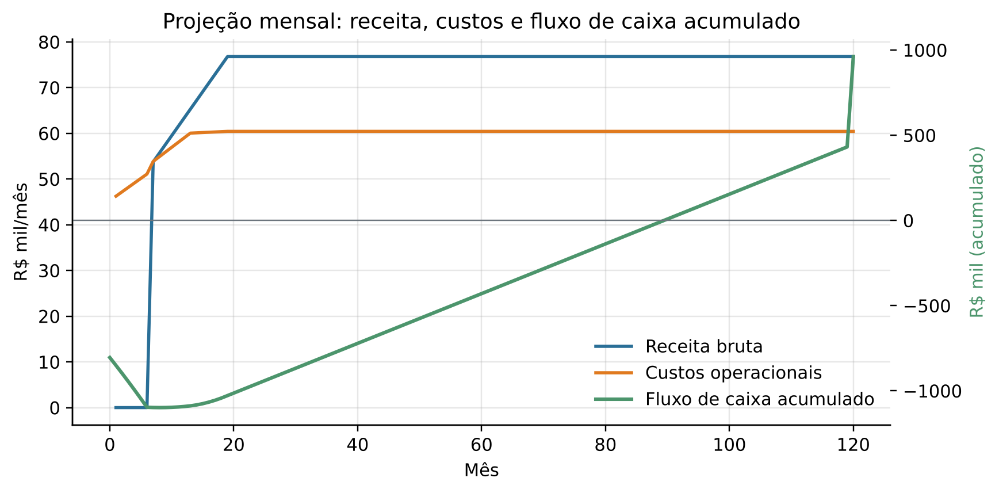 Projeção mensal: receita, custos e fluxo de caixa acumulado
80
70
60
50
40
30
20
10
0
R$ mil/mês
1000
500
0
−500
−1000
R$ mil (acumulado)
Receita bruta
Custos operacionais
Fluxo de caixa acumulado
0 20 40 60 80 100 120
Mês